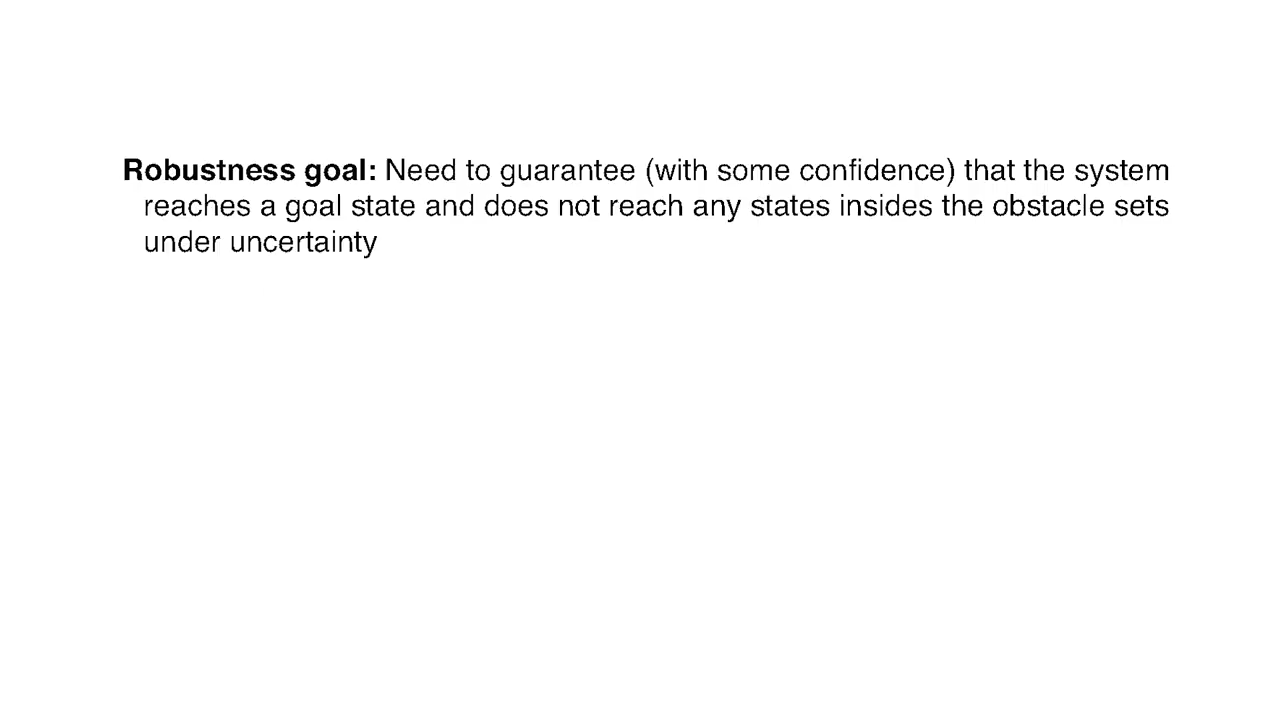 Robustness goal: Need to guarantee (with some confidence) that the system
reaches a goal state and does not reach any states insides the obstacle sets
under uncertainty